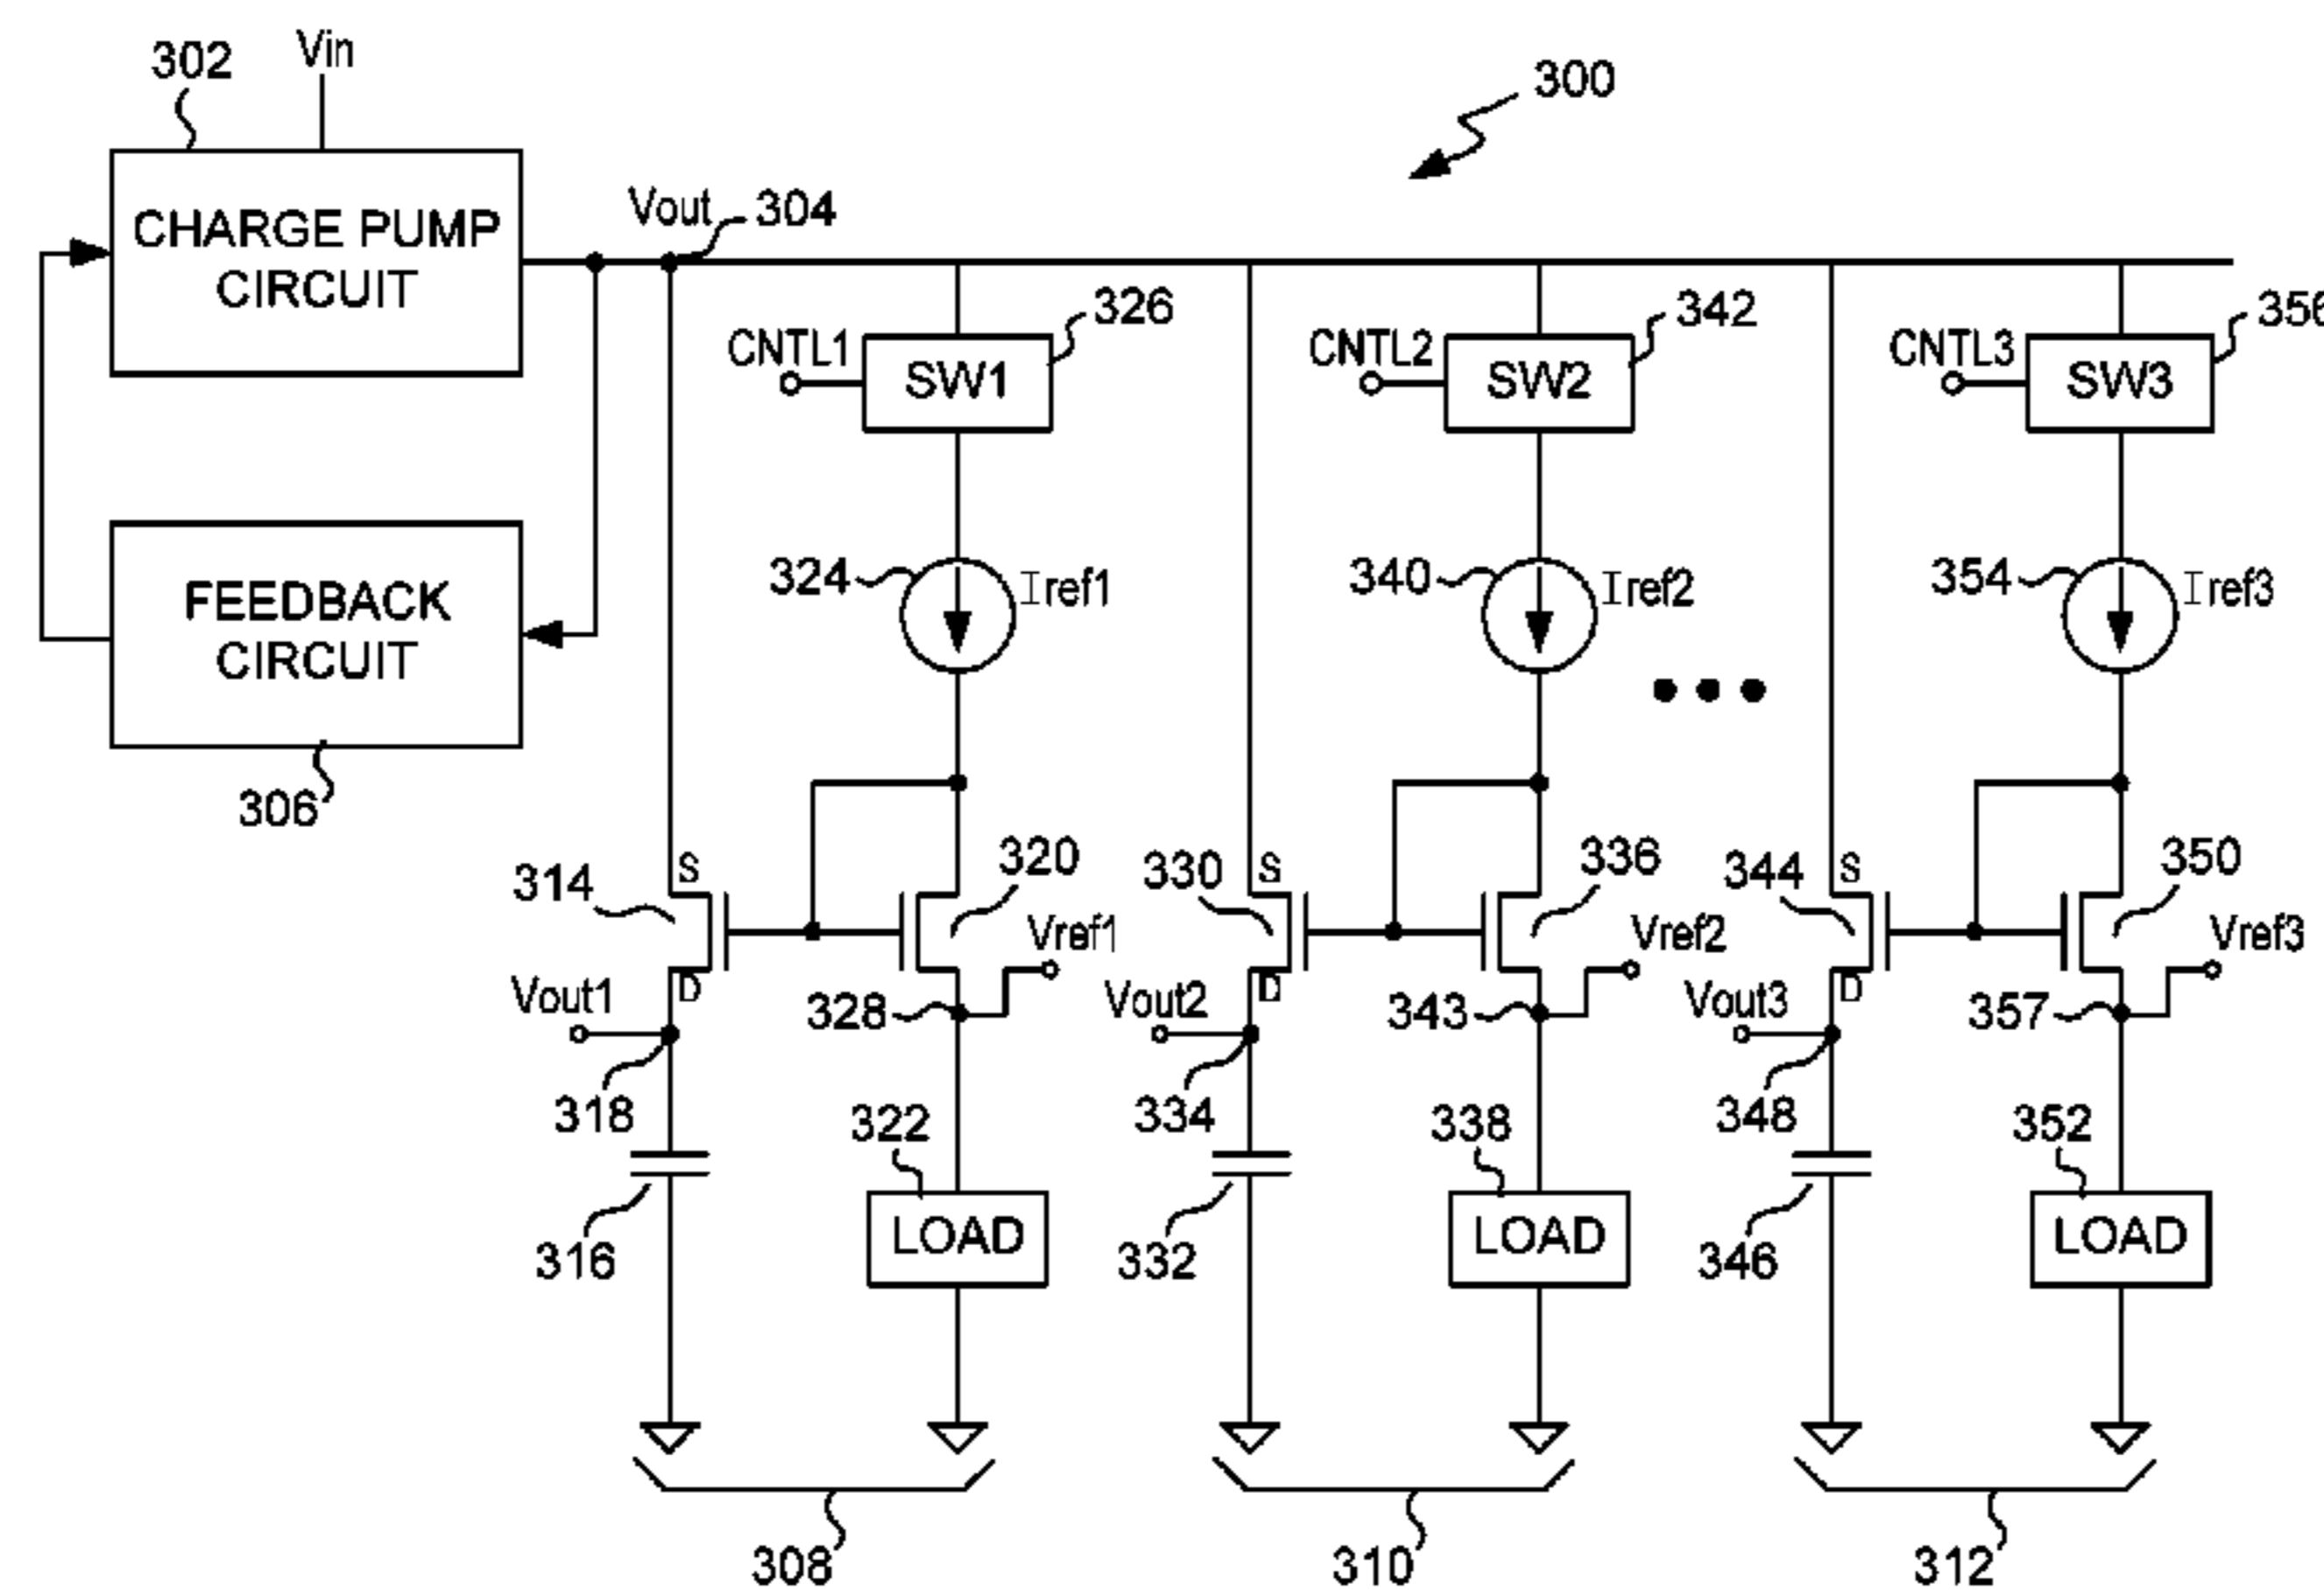 302
Vin
300
CHARGE PUMP
CIRCUIT
Vout
304
326
342
356
CNTL1
SW1
CNTL2
SW2
CNTL3
SW3
FEEDBACK
CIRCUIT
306
324
Iref1
340
Iref2
354
Iref3
314
S
320
330
S
336
344
S
350
Vref1
Vref2
Vref3
Vout1
D
328
Vout2
D
343
Vout3
D
357
318
322
334
338
348
352
316
LOAD
332
LOAD
346
LOAD
308
310
312